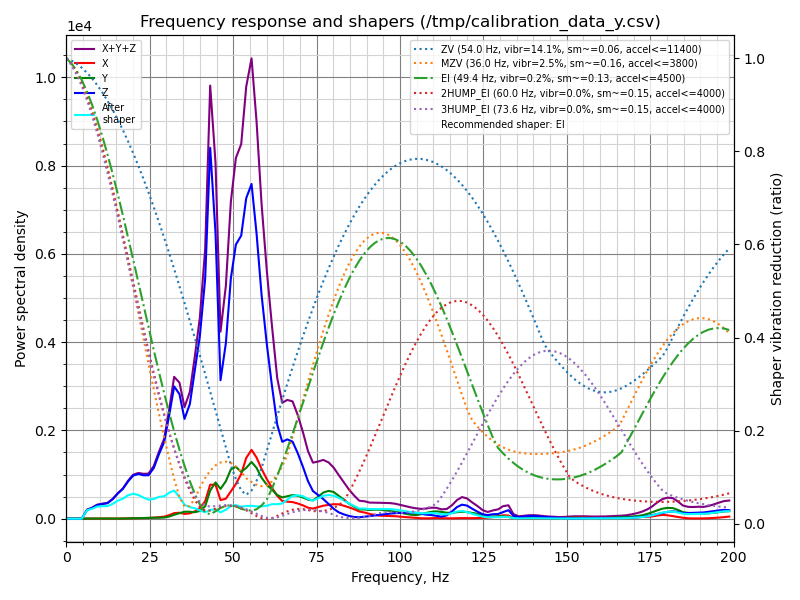 Frequency response and shapers (/tmp/calibration_data_y.csv)
1e4
X+Y+Z
X
Y
Z
After
shaper
ZV (54.0 Hz, vibr=14.1%, sm~=0.06, accel<=11400)
MZV (36.0 Hz, vibr=2.5%, sm~=0.16, accel<=3800)
EI (49.4 Hz, vibr=0.2%, sm~=0.13, accel<=4500)
2HUMP_EI (60.0 Hz, vibr=0.0%, sm~=0.15, accel<=4000)
3HUMP_EI (73.6 Hz, vibr=0.0%, sm~=0.15, accel<=4000)
Recommended shaper: EI
Power spectral density
1.0
0.8
0.6
0.4
0.2
0.0
Shaper vibration reduction (ratio)
1.0
0.8
0.6
0.4
0.2
0.0
0 25 50 75 100 125 150 175 200
Frequency, Hz